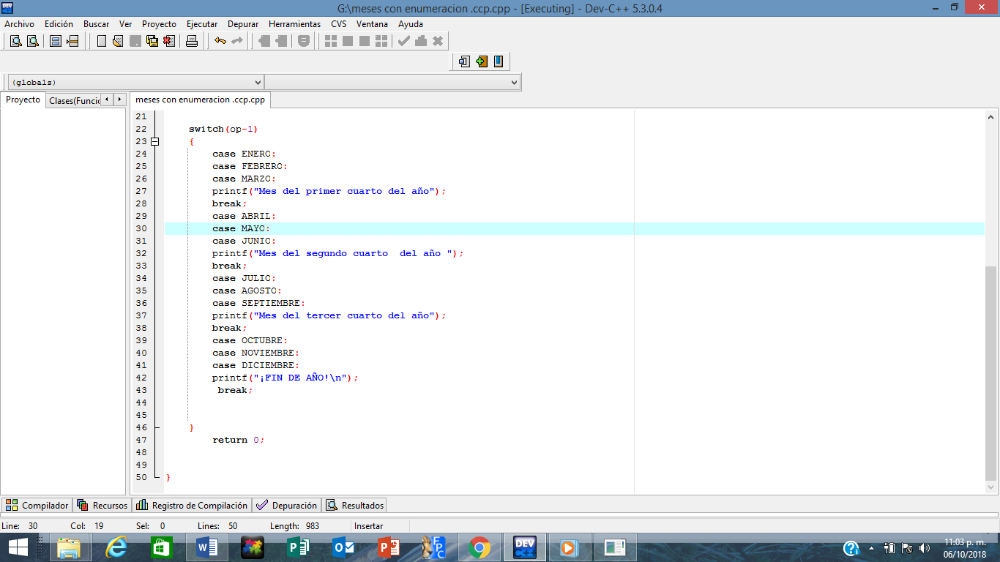 G:\meses con enumeracion .ccp.cpp - [Executing] - Dev-C++ 5.3.0.4
Archivo Edición Buscar Ver Proyecto Ejecutar Depurar Herramientas CVS Ventana Ayuda
(globals)
Proyecto Clases(Funció meses con enumeracion .ccp.cpp
21
22 switch(op-1)
23 {
24 case ENERO:
25 case FEBRERO:
26 case MARZO:
27 printf("Mes del primer cuarto del año");
28 break;
29 case ABRIL:
30 case MAYO:
31 case JUNIO:
32 printf("Mes del segundo cuarto  del año ");
33 break;
34 case JULIO:
35 case AGOSTO:
36 case SEPTIEMBRE:
37 printf("Mes del tercer cuarto del año");
38 break;
39 case OCTUBRE:
40 case NOVIEMBRE:
41 case DICIEMBRE:
42 printf("¡FIN DE AÑO!\n");
43 break;
44
45
46 }
47 return 0;
48
49
50 }
Compilador Recursos Registro de Compilación Depuración Resultados
Line: 30 Col: 19 Sel: 0 Lines: 50 Length: 983 Insertar
DEV C++
11:03 p. m.
06/10/2018